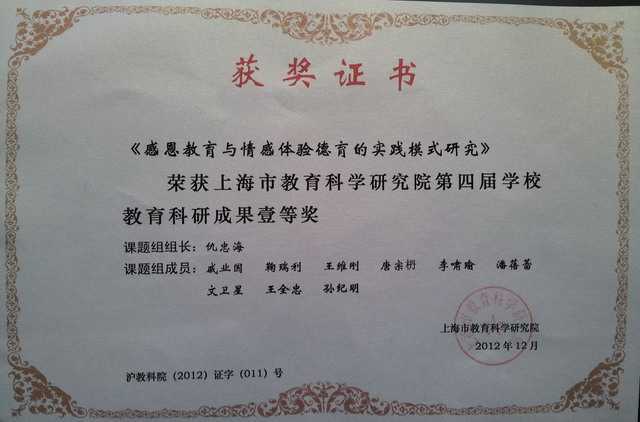 获奖证书
《感恩教育与情感体验德育的实践模式研究》
荣获上海市教育科学研究院第四届学校
教育科研成果壹等奖
课题组组长：仇忠海
课题组成员：戚业国 鞠瑞利 王维刚 唐 李啸瑜 潘蓓蕾
文卫星 王全忠 孙纪明
上海市教育科学研究院
2012年12月
沪教科院（2012）证字（011）号